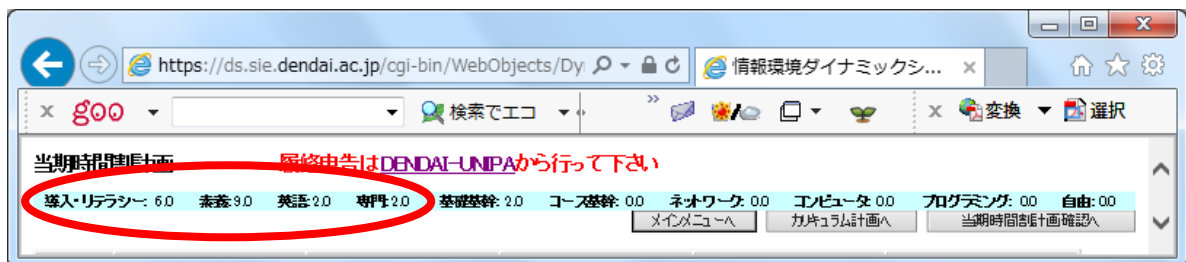 https://ds.sie.dendai.ac.jp/cgi-bin/WebObjects/Dy 情報環境ダイナミックシ...
goo 検索でエコ 変換 選択
当期時間割計画 履修申告はDENDAI-UNIPAから行って下さい
導入・リテラシー: 6.0 素養: 9.0 英語: 2.0 専門: 2.0 基礎基幹: 2.0 コース基幹: 0.0 ネットワーク: 0.0 コンピュータ: 0.0 プログラミング: 0.0 自由: 0.0
メインメニューへ カリキュラム計画へ 当期時間割計画確認へ